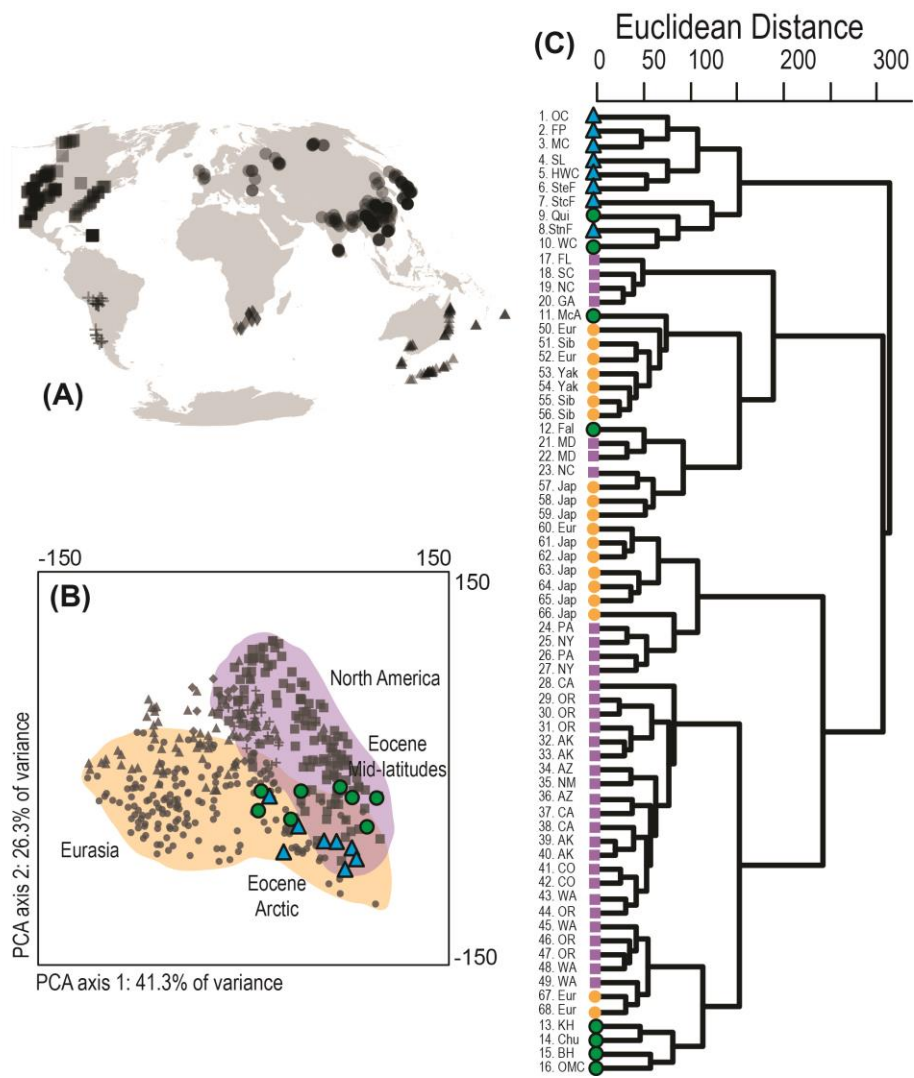 (A)
-150
150
(B)
150
North America
Eocene
Mid-latitudes
Eurasia
Eocene
Arctic
PCA axis 2: 26.3% of variance
-150
PCA axis 1: 41.3% of variance
Euclidean Distance
(C)
0 50 100 200 300
1. OC
2. FP
3. MC
4. SL
5. HWC
6. SteF
7. StcF
9. Qui
8.StnF
10. WC
17. FL
18. SC
19. NC
20. GA
11. McA
50. Eur
51. Sib
52. Eur
53. Yak
54. Yak
55. Sib
56. Sib
12. Fal
21. MD
22. MD
23. NC
57. Jap
58. Jap
59. Jap
60. Eur
61. Jap
62. Jap
63. Jap
64. Jap
65. Jap
66. Jap
24. PA
25. NY
26. PA
27. NY
28. CA
29. OR
30. OR
31. OR
32. AK
33. AK
34. AZ
35. NM
36. AZ
37. CA
38. CA
39. AK
40. AK
41. CO
42. CO
43. WA
44. OR
45. WA
46. OR
47. OR
48. WA
49. WA
67. Eur
68. Eur
13. KH
14. Chu
15. BH
16. OMC